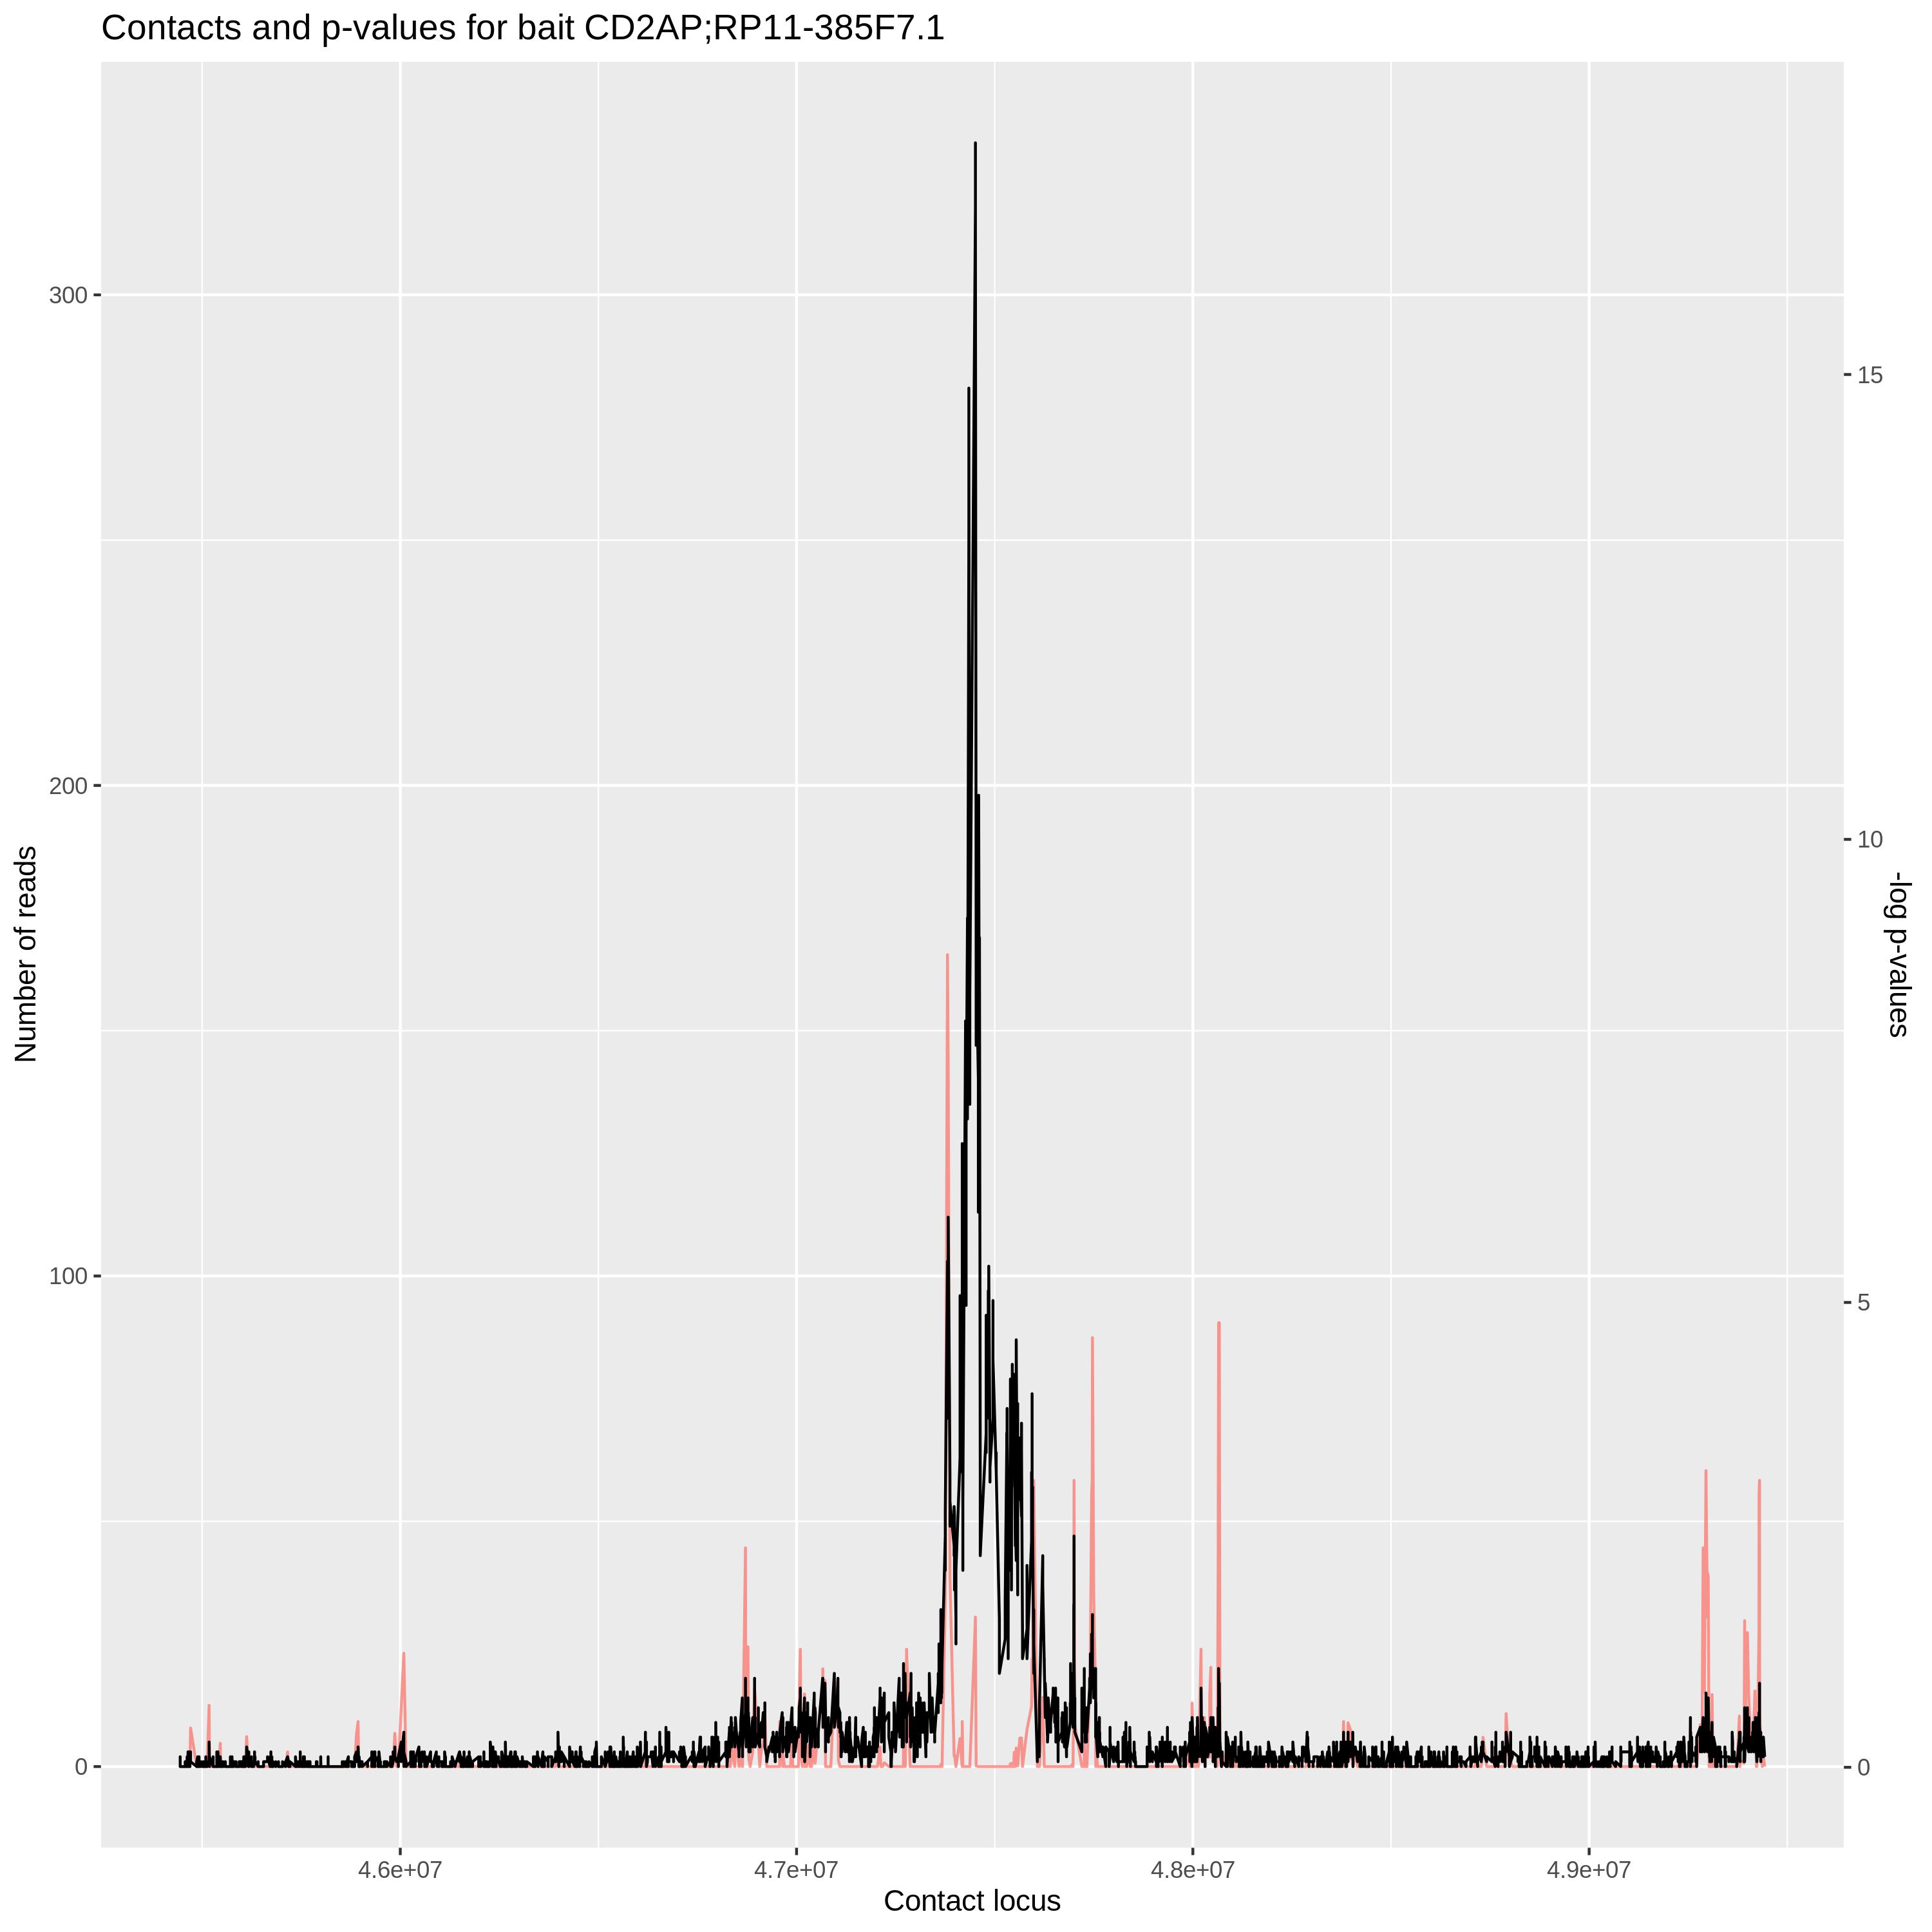 Contacts and p-values for bait CD2AP;RP11-385F7.1
300
200
100
0
Number of reads
15
10
5
0
-log p-values
4.6e+07
4.7e+07
4.8e+07
4.9e+07
Contact locus